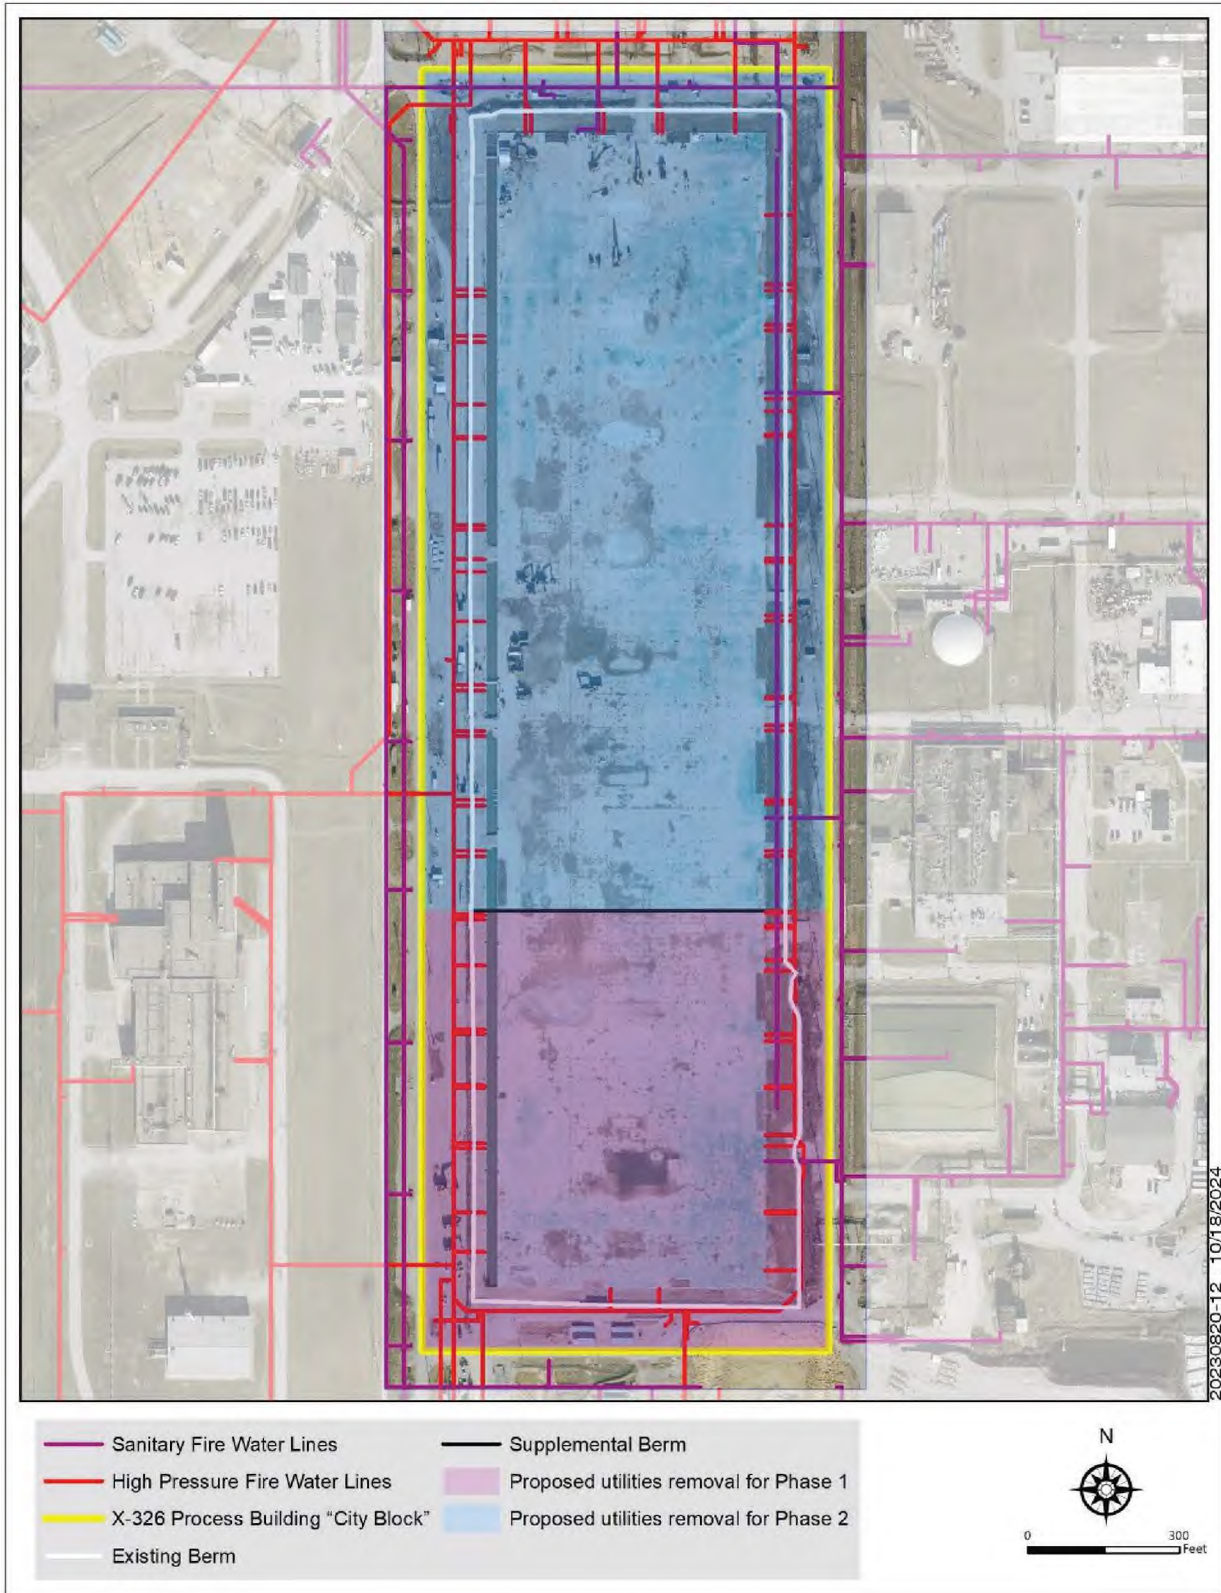 20230820-12 10/18/2024
Sanitary Fire Water Lines
High Pressure Fire Water Lines
X-326 Process Building “City Block”
Existing Berm
Supplemental Berm
Proposed utilities removal for Phase 1
Proposed utilities removal for Phase 2
N
0 300
Feet